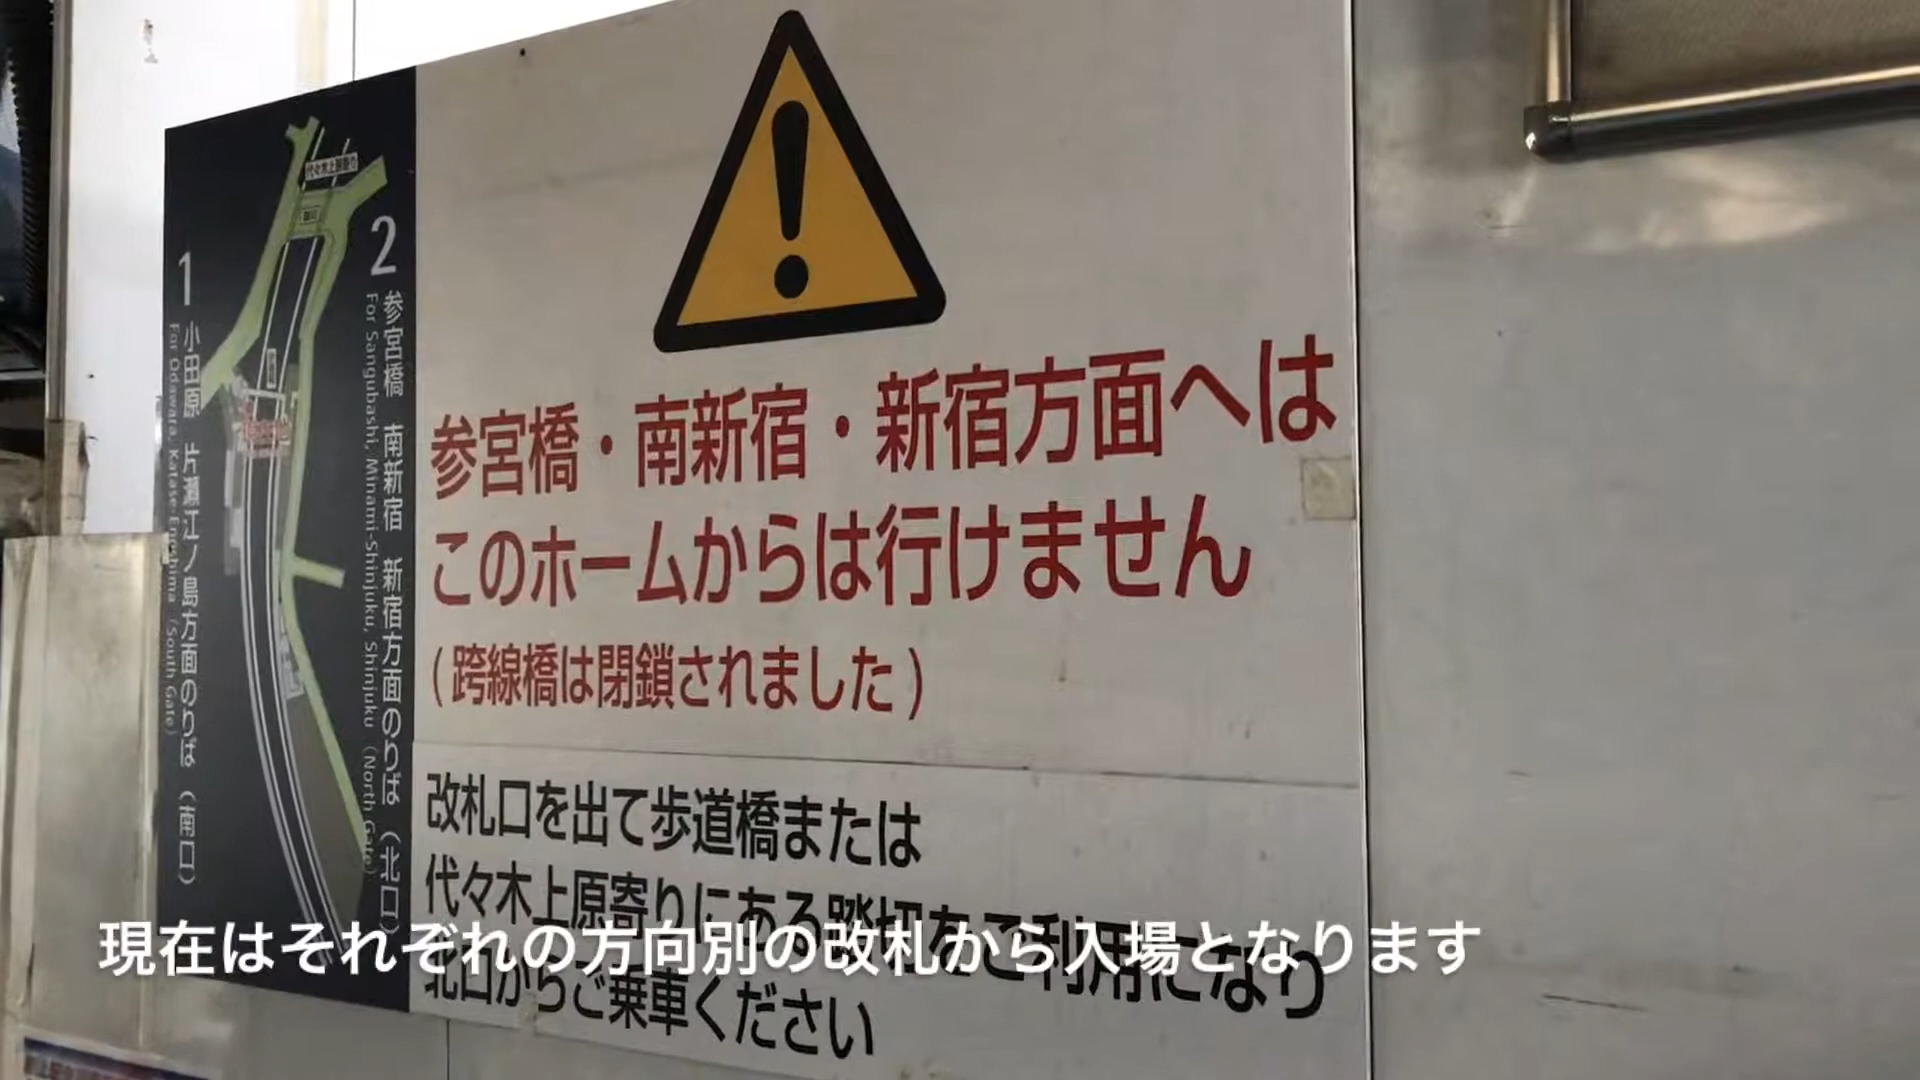 代々木上原寄り
1
小田原 片瀬江ノ島方面のりば （南口）
For Odawara, Katase-Enoshima （South Gate）
2
参宮橋 南新宿 新宿方面のりば （北口）
For Sangubashi, Minami-Shinjuku, Shinjuku （North Gate）
参宮橋・南新宿・新宿方面へは
このホームからは行けません
(跨線橋は閉鎖されました)
改札口を出て歩道橋または
代々木上原寄りにある踏切をご利用になり
北口からご乗車ください
現在はそれぞれの方向別の改札から入場となります